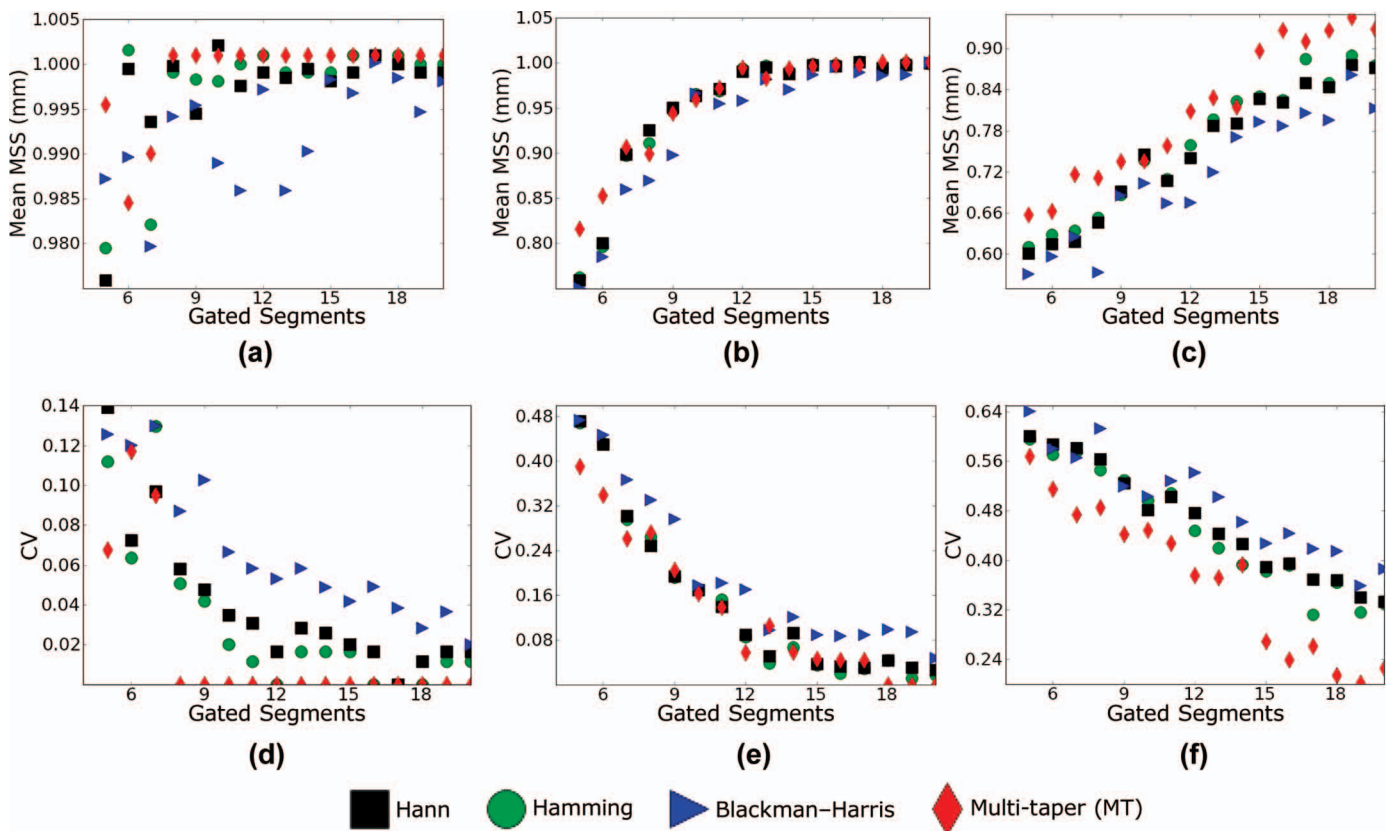 1.005
1.000
0.995
0.990
0.985
0.980
Mean MSS (mm)
6 9 12 15 18
Gated Segments
(a)
1.05
1.00
0.95
0.90
0.85
0.80
Mean MSS (mm)
6 9 12 15 18
Gated Segments
(b)
0.90
0.84
0.78
0.72
0.66
0.60
Mean MSS (mm)
6 9 12 15 18
Gated Segments
(c)
0.14
0.12
0.10
0.08
0.06
0.04
0.02
CV
6 9 12 15 18
Gated Segments
(d)
0.48
0.40
0.32
0.24
0.16
0.08
CV
6 9 12 15 18
Gated Segments
(e)
0.64
0.56
0.48
0.40
0.32
0.24
CV
6 9 12 15 18
Gated Segments
(f)
Hann Hamming Blackman–Harris Multi-taper (MT)